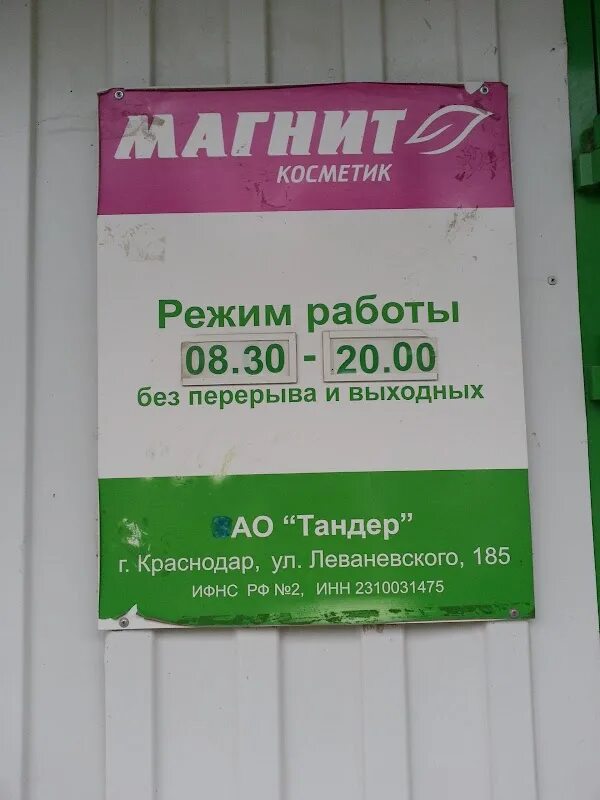 МАГНИТ
КОСМЕТИК
Режим работы
08.30 - 20.00
без перерыва и выходных
АО "Тандер"
г. Краснодар, ул. Леваневского, 185
ИФНС РФ №2, ИНН 2310031475